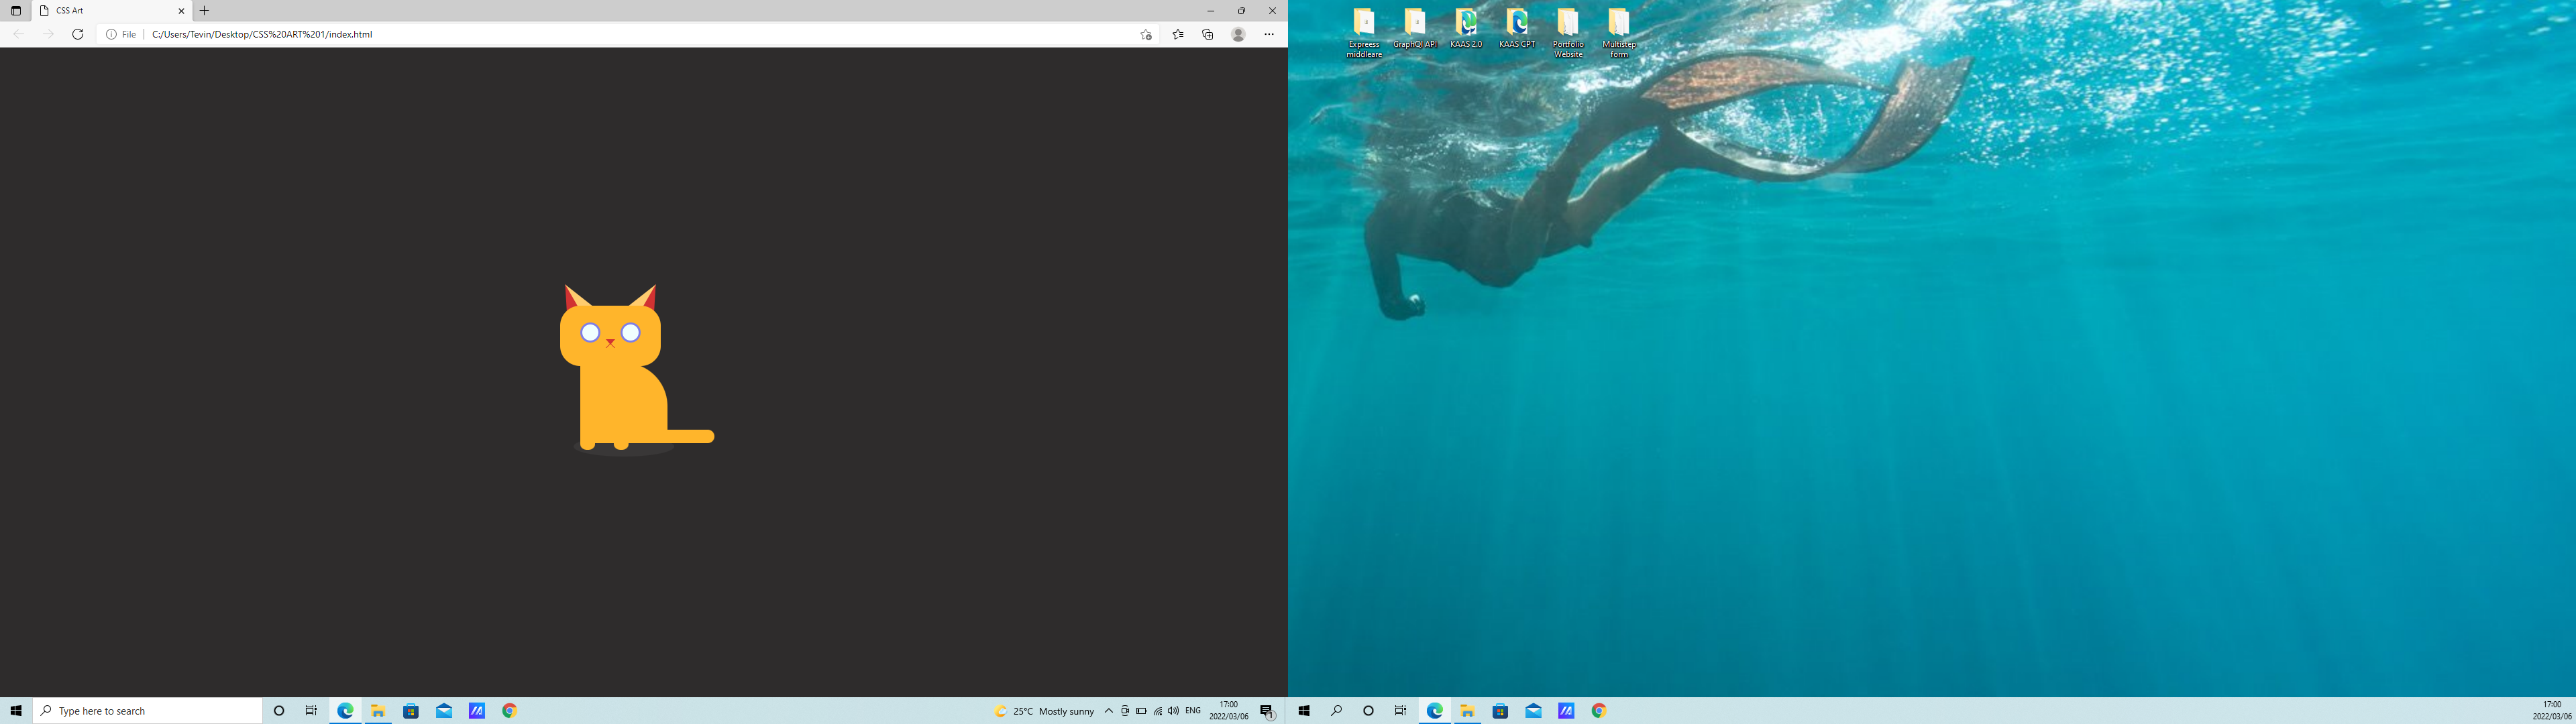 CSS Art
File
C:/Users/Tevin/Desktop/CSS%20ART%201/index.html
Expreess
middleare
GraphQl API
KAAS 2.0
KAAS CPT
Portfolio
Website
Multistep
form
Type here to search
25°C Mostly sunny
ENG
17:00
2022/03/06
1
17:00
2022/03/06